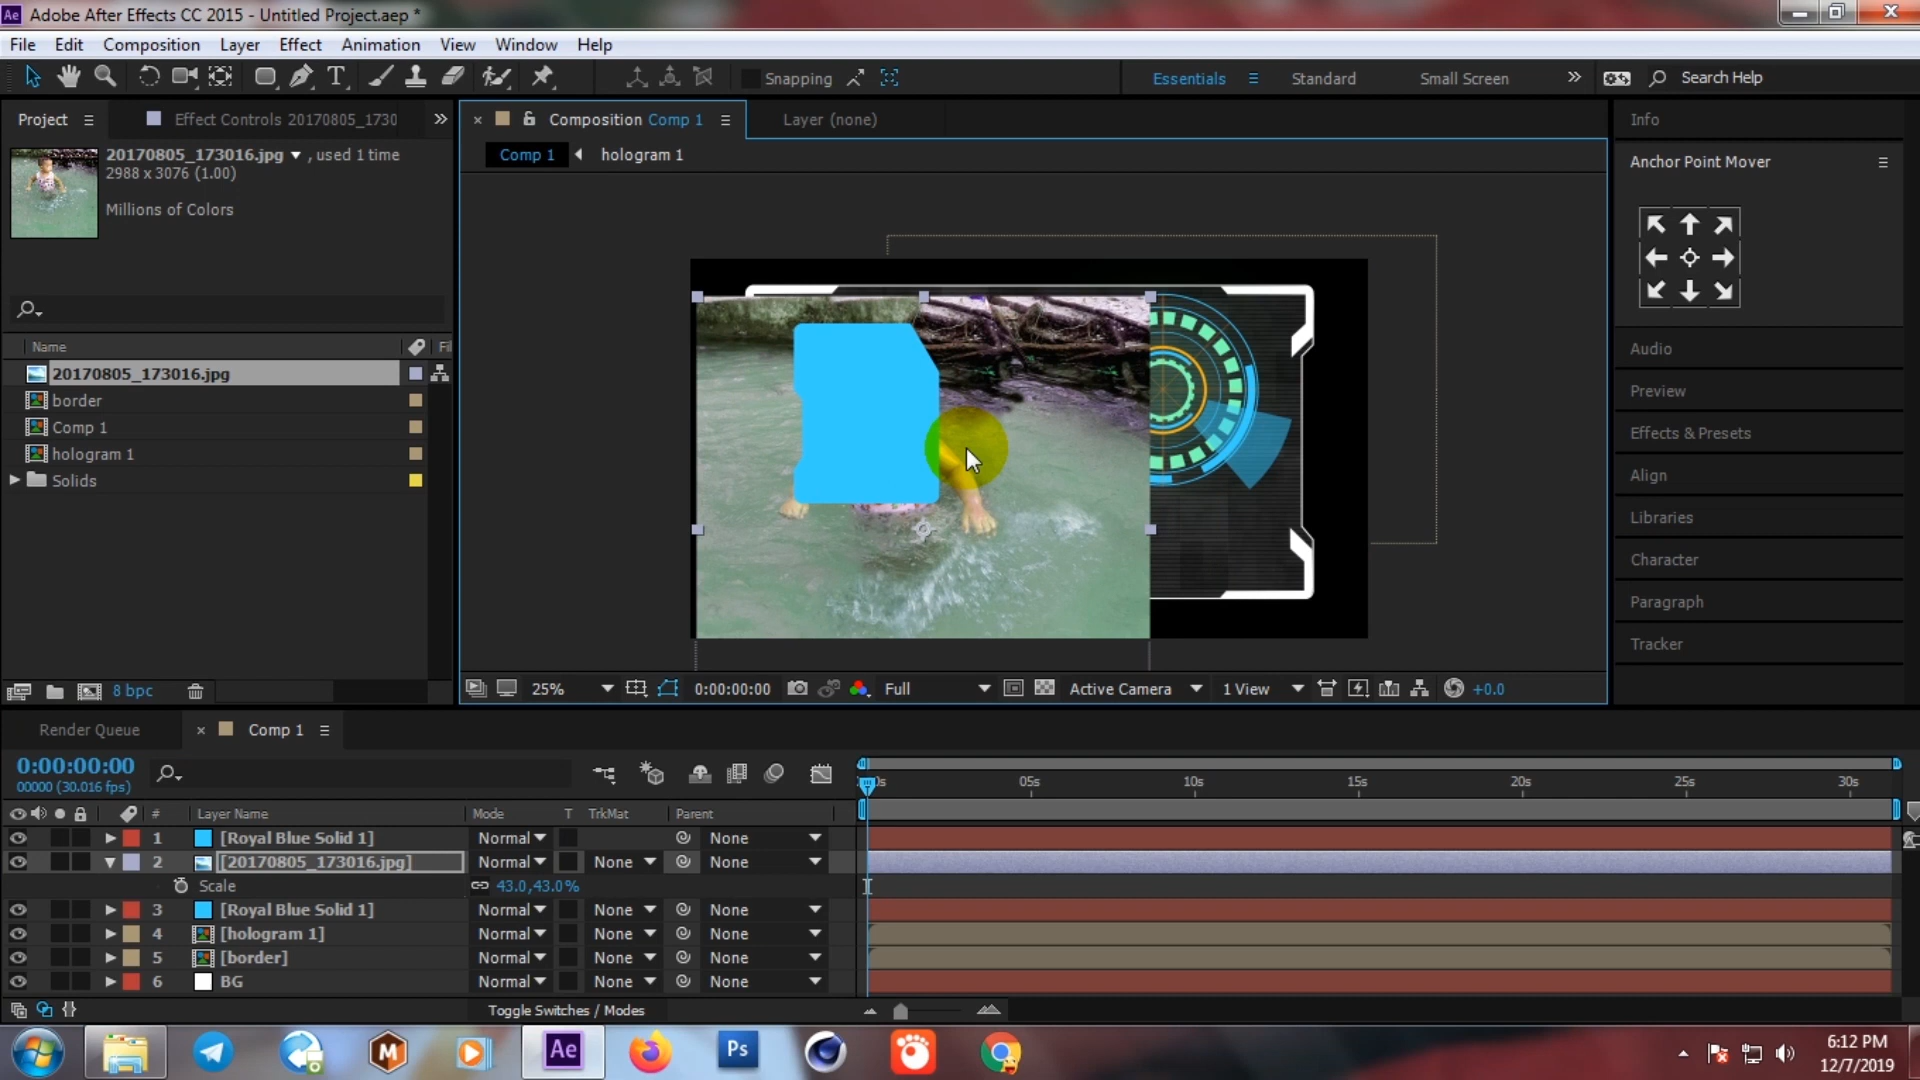 Adobe After Effects CC 2015 - Untitled Project.aep *
File Edit Composition Layer Effect Animation View Window Help
Snapping
Essentials Standard Small Screen Search Help
Project Effect Controls 20170805_1730
Composition Comp 1 Layer (none)
Info
20170805_173016.jpg , used 1 time
2988 x 3076 (1.00)
Millions of Colors
Comp 1 hologram 1
Anchor Point Mover
Name Fil
20170805_173016.jpg
border
Comp 1
hologram 1
Solids
Audio
Preview
Effects & Presets
Align
Libraries
Character
Paragraph
Tracker
8 bpc
25% 0:00:00:00 Full Active Camera 1 View +0.0
Render Queue Comp 1
0:00:00:00
00000 (30.016 fps)
05s 10s 15s 20s 25s 30s
# Layer Name Mode T TrkMat Parent
1 [Royal Blue Solid 1] Normal None
2 [20170805_173016.jpg] Normal None None
Scale 43.0,43.0%
3 [Royal Blue Solid 1] Normal None None
4 [hologram 1] Normal None None
5 [border] Normal None None
6 BG Normal None None
Toggle Switches / Modes
Ae Ps
6:12 PM
12/7/2019